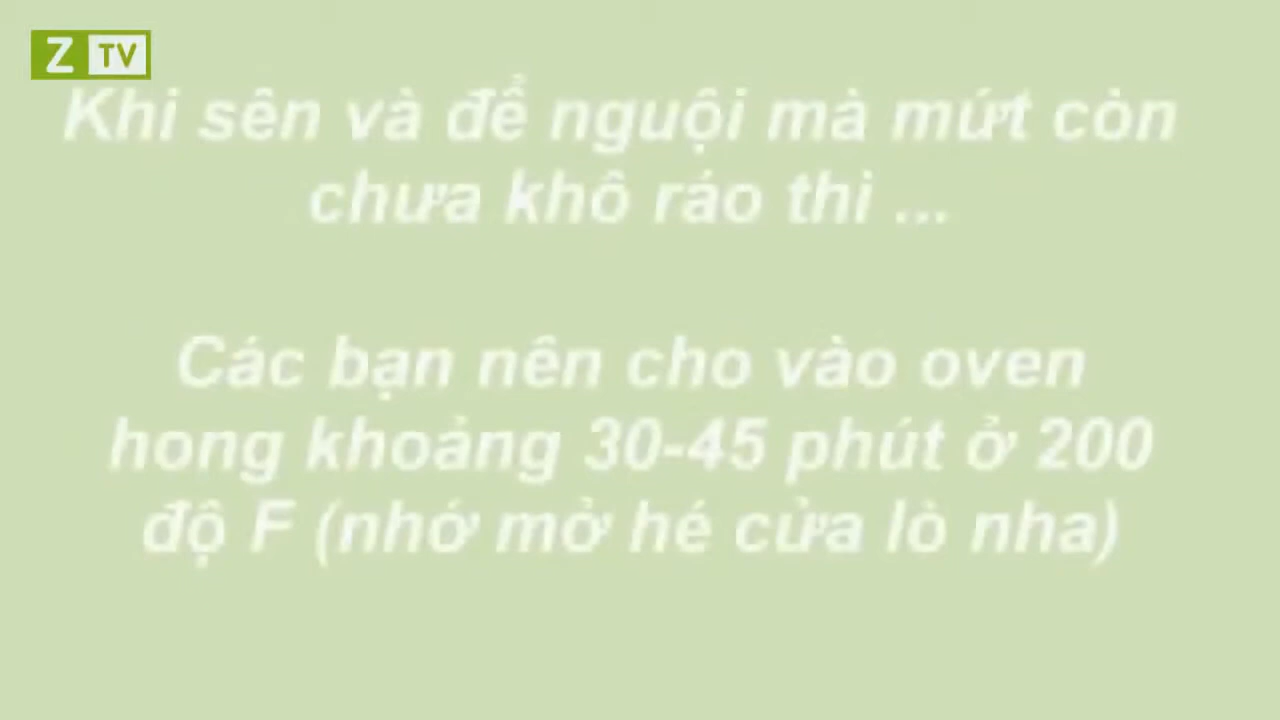 Z TV
Khi sên và để nguội mà mứt còn
chưa khô ráo thi ...
Các bạn nên cho vào oven
hong khoảng 30-45 phút ở 200
độ F (nhớ mở hé cửa lò nha)